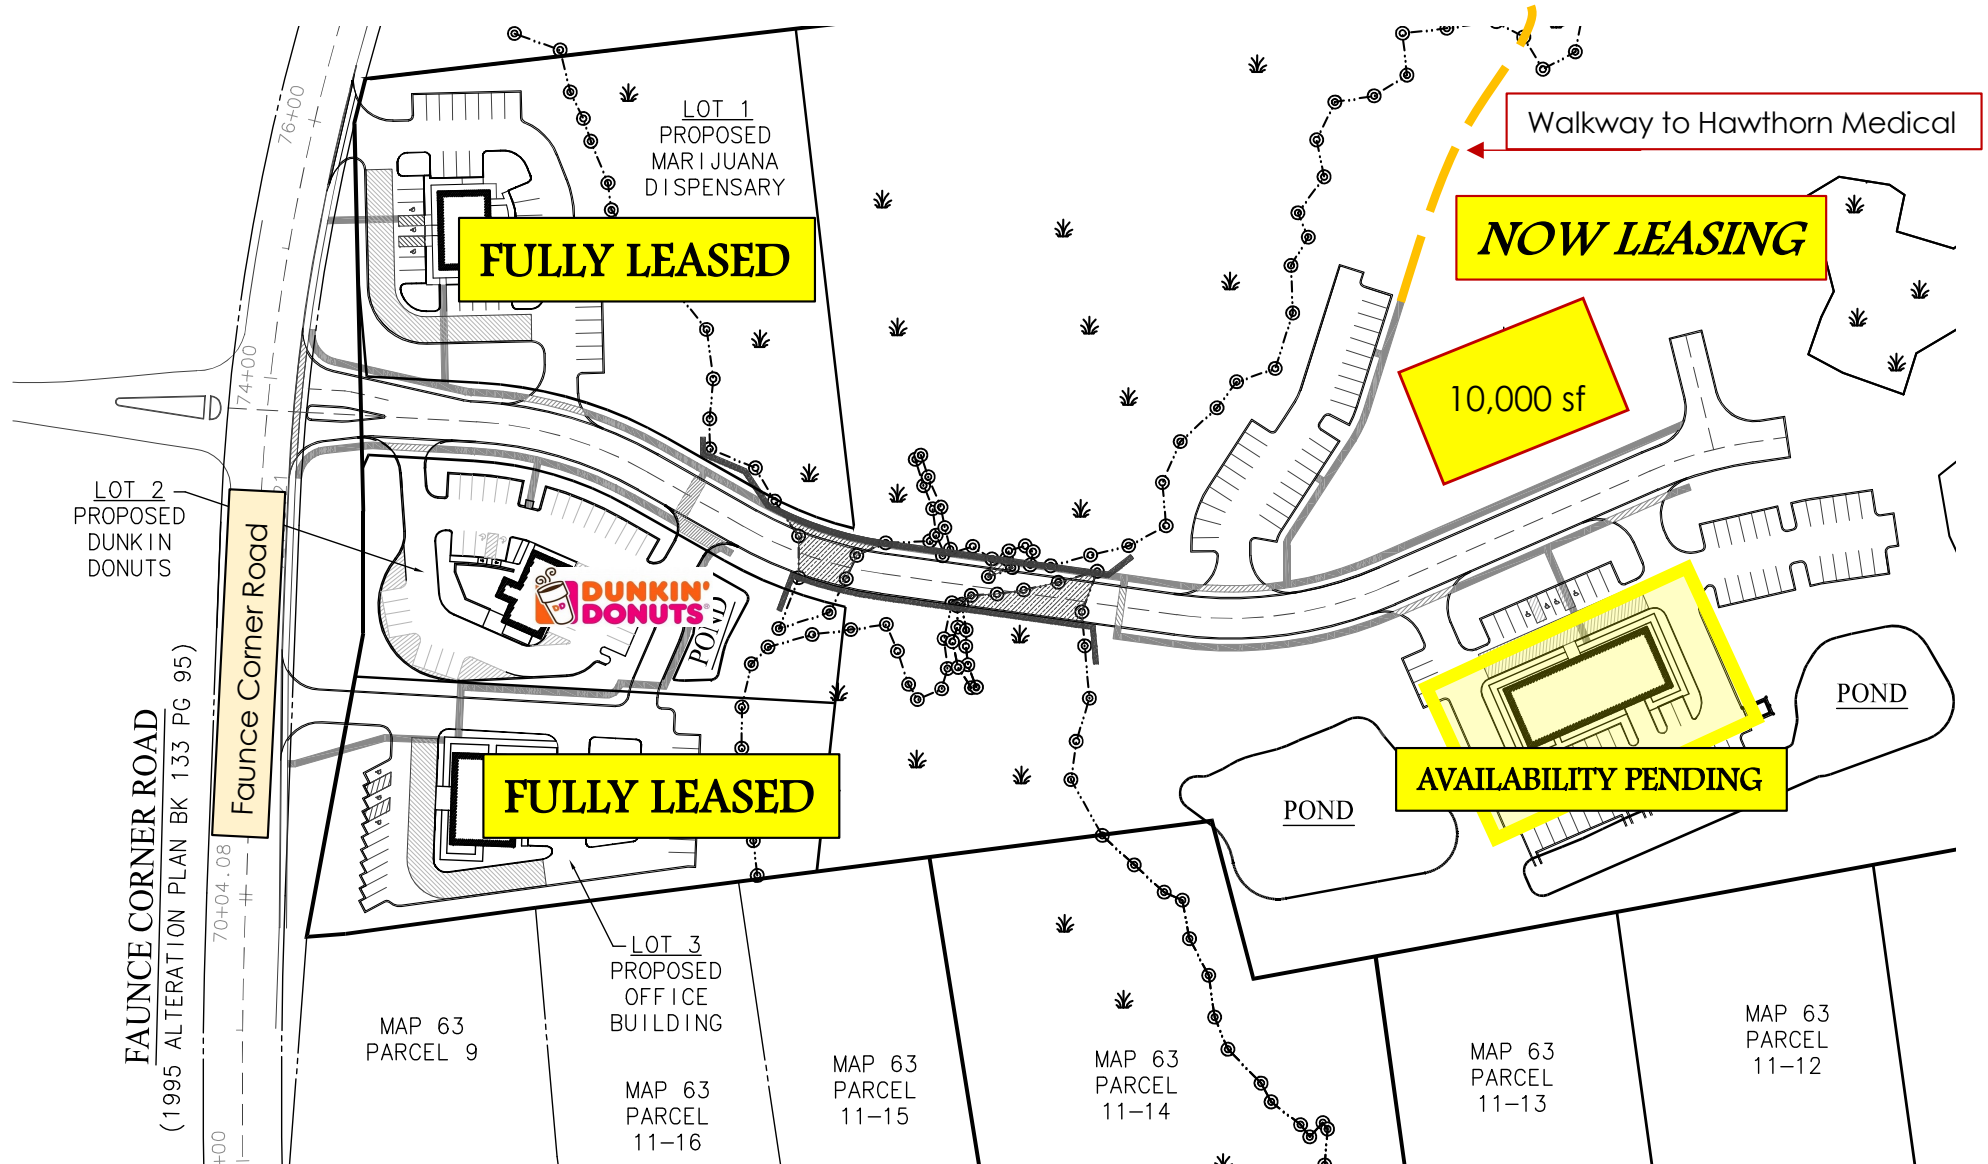 76+00
LOT 1
PROPOSED
MARIJUANA
DISPENSARY
Walkway to Hawthorn Medical
NOW LEASING
FULLY LEASED
10,000 sf
74+00
LOT 2
PROPOSED
DUNKIN
DONUTS
DUNKIN'
DONUTS
DD
POND
Faunce Corner Road
FAUNCE CORNER ROAD
(1995 ALTERATION PLAN BK 133 PG 95)
21
70+04.08
+00
FULLY LEASED
POND
AVAILABILITY PENDING
POND
LOT 3
PROPOSED
OFFICE
BUILDING
MAP 63
PARCEL 9
MAP 63
PARCEL
11-16
MAP 63
PARCEL
11-15
MAP 63
PARCEL
11-14
MAP 63
PARCEL
11-13
MAP 63
PARCEL
11-12